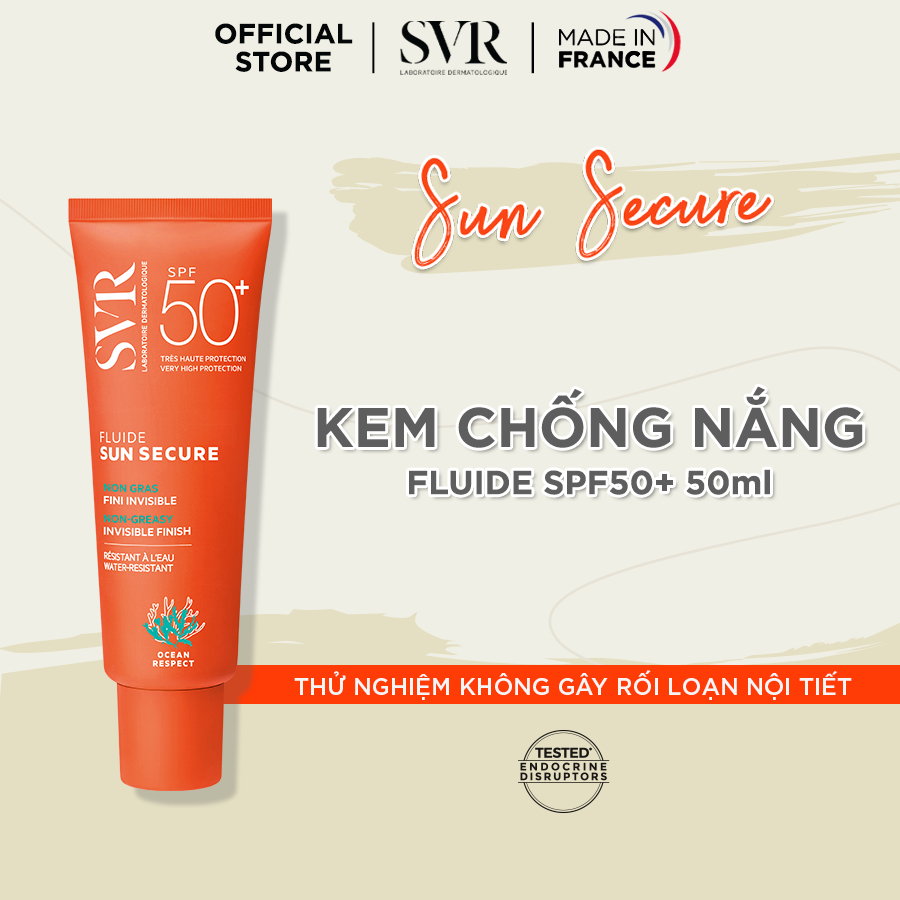 OFFICIAL
STORE
SVR
LABORATOIRE DERMATOLOGIQUE
MADE IN
FRANCE
Sun Secure
SVR
LABORATOIRE DERMATOLOGIQUE
SPF
50+
TRÈS HAUTE PROTECTION
VERY HIGH PROTECTION
FLUIDE
SUN SECURE
NON GRAS
FINI INVISIBLE
NON-GREASY
INVISIBLE FINISH
RÉSISTANT À L'EAU
WATER-RESISTANT
OCEAN
RESPECT
KEM CHỐNG NẮNG
FLUIDE SPF50+ 50ml
THỬ NGHIỆM KHÔNG GÂY RỐI LOẠN NỘI TIẾT
TESTED*
ENDOCRINE
DISRUPTORS